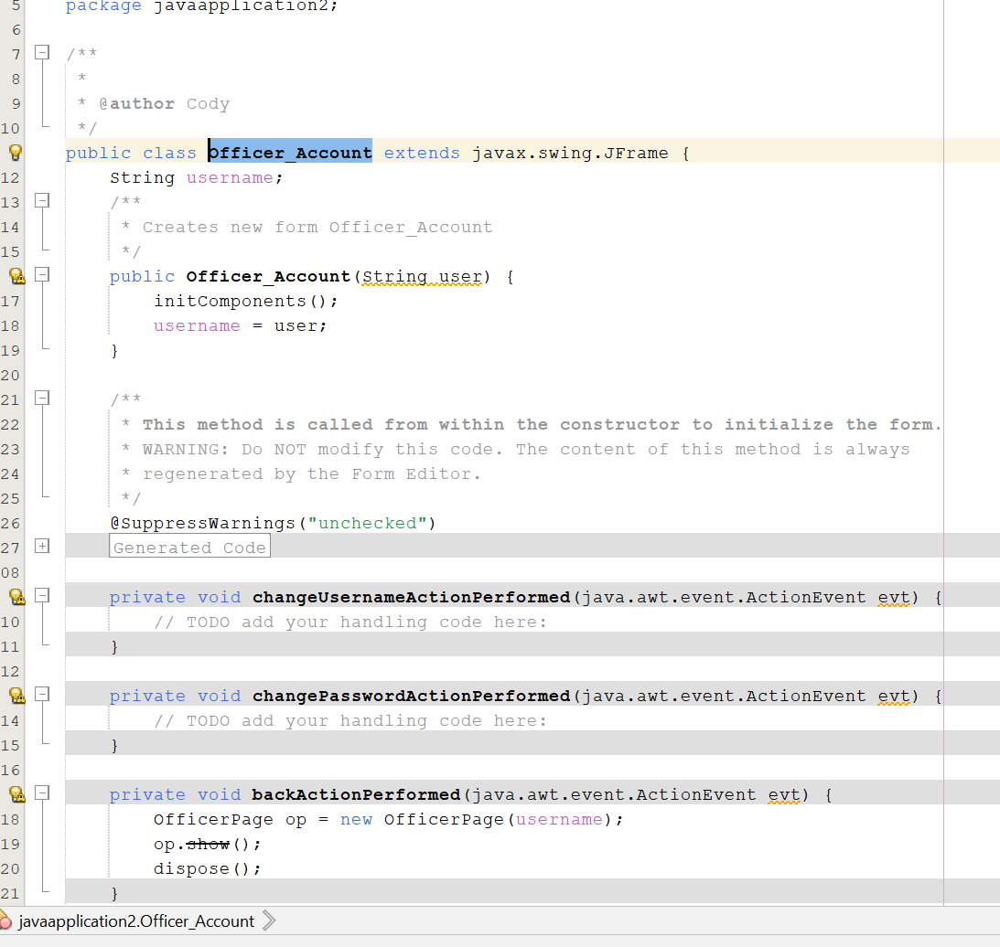 5 package javaapplication2;
6
7 /**
8 *
9 * @author Cody
10 */
public class Officer_Account extends javax.swing.JFrame {
12 String username;
13 /**
14 * Creates new form Officer_Account
15 */
public Officer_Account(String user) {
17 initComponents();
18 username = user;
19 }
20
21 /**
22 * This method is called from within the constructor to initialize the form.
23 * WARNING: Do NOT modify this code. The content of this method is always
24 * regenerated by the Form Editor.
25 */
26 @SuppressWarnings("unchecked")
27 Generated Code
08
private void changeUsernameActionPerformed(java.awt.event.ActionEvent evt) {
10 // TODO add your handling code here:
11 }
12
private void changePasswordActionPerformed(java.awt.event.ActionEvent evt) {
14 // TODO add your handling code here:
15 }
16
private void backActionPerformed(java.awt.event.ActionEvent evt) {
18 OfficerPage op = new OfficerPage(username);
19 op.show();
20 dispose();
21 }
javaapplication2.Officer_Account